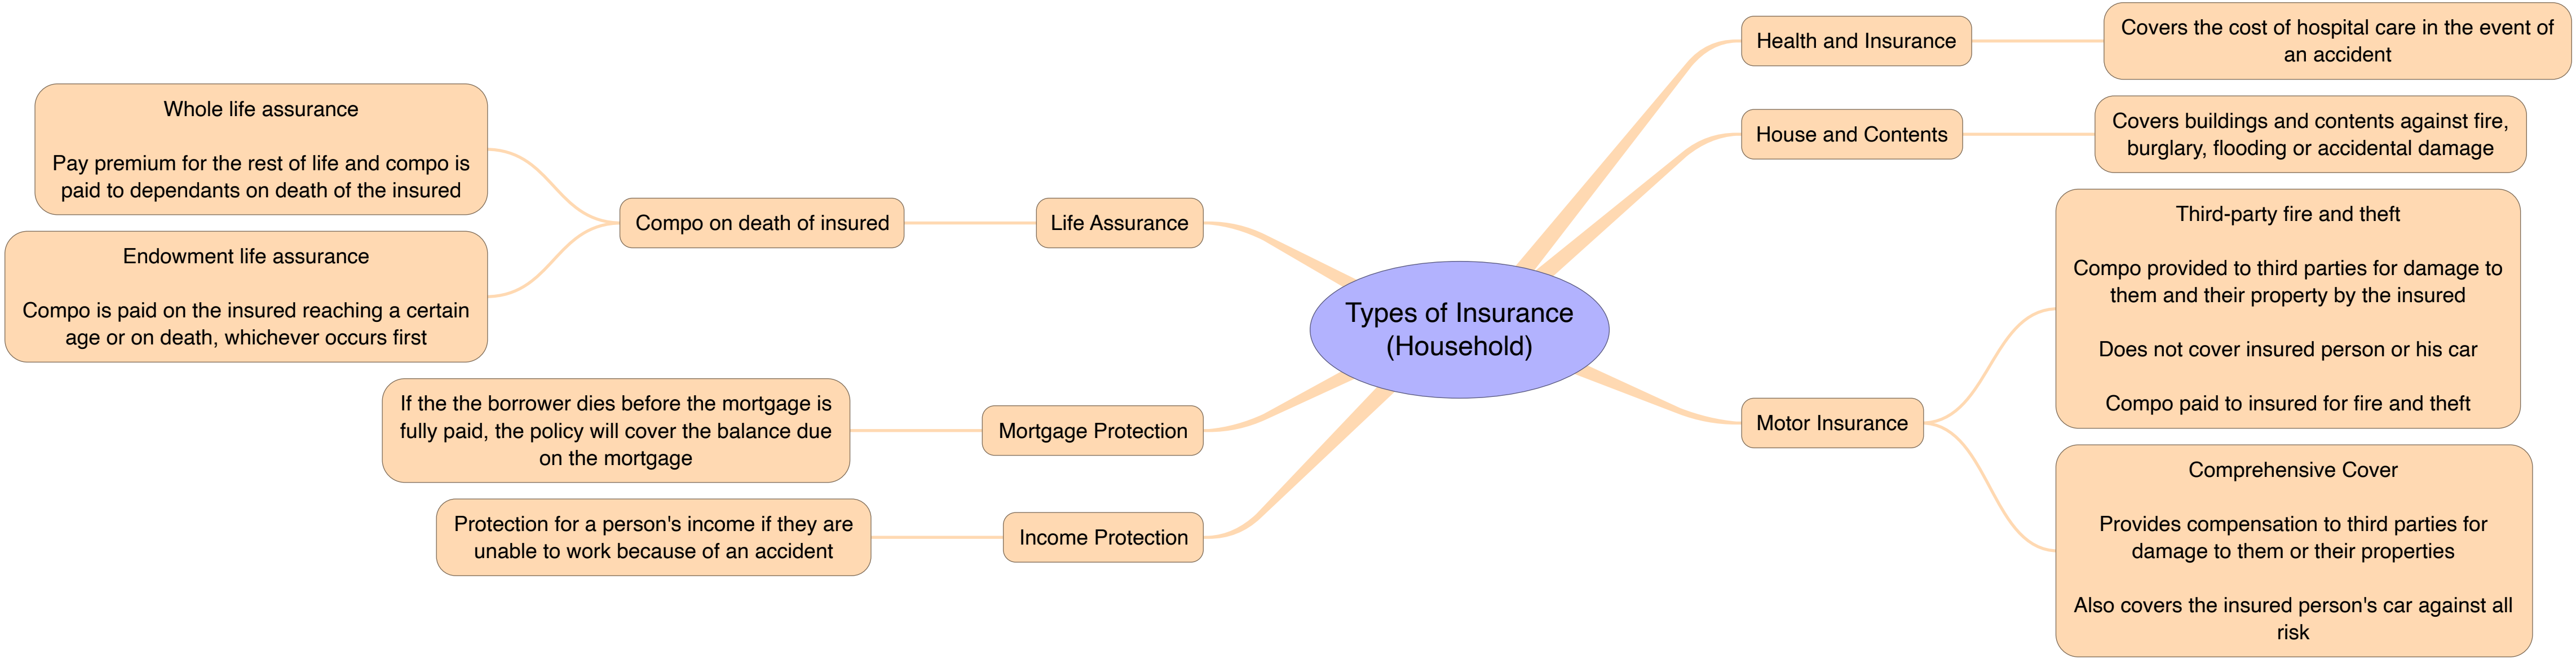 Types of Insurance
(Household)
Health and Insurance
Covers the cost of hospital care in the event of
an accident
House and Contents
Covers buildings and contents against fire,
burglary, flooding or accidental damage
Motor Insurance
Third-party fire and theft
Compo provided to third parties for damage to
them and their property by the insured
Does not cover insured person or his car
Compo paid to insured for fire and theft
Comprehensive Cover
Provides compensation to third parties for
damage to them or their properties
Also covers the insured person's car against all
risk
Life Assurance
Compo on death of insured
Whole life assurance
Pay premium for the rest of life and compo is
paid to dependants on death of the insured
Endowment life assurance
Compo is paid on the insured reaching a certain
age or on death, whichever occurs first
Mortgage Protection
If the the borrower dies before the mortgage is
fully paid, the policy will cover the balance due
on the mortgage
Income Protection
Protection for a person's income if they are
unable to work because of an accident